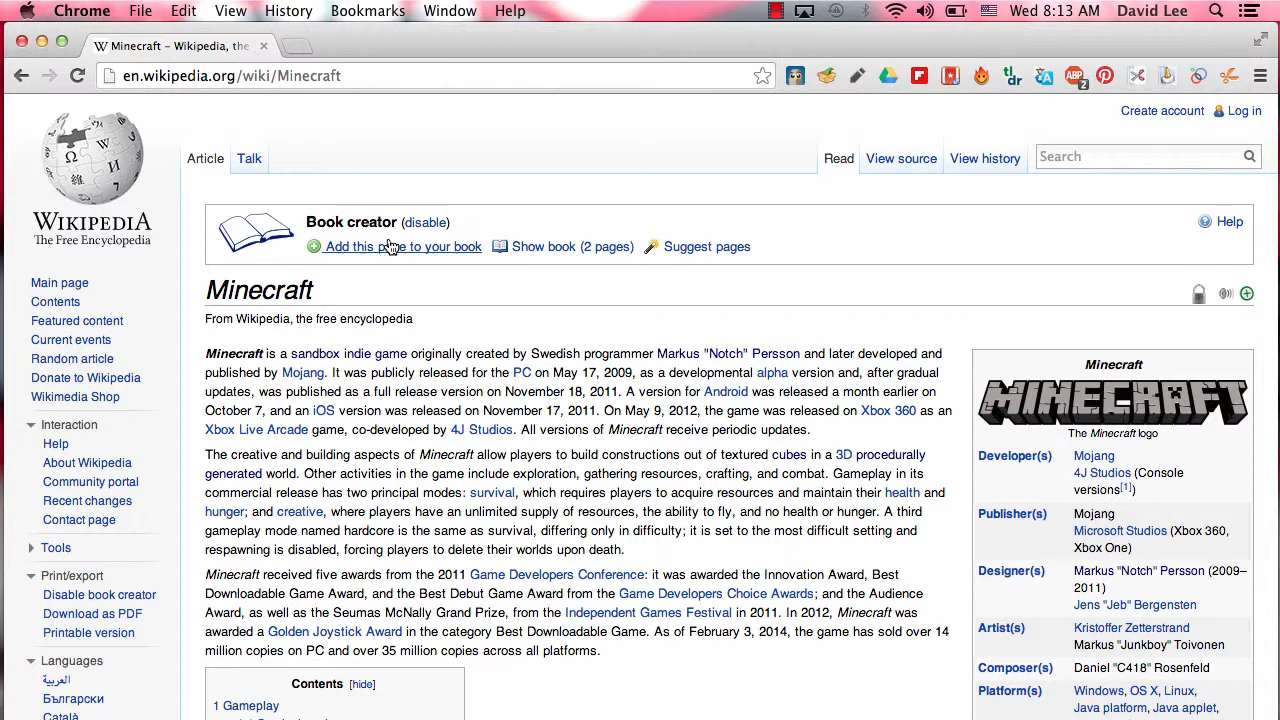 Chrome File Edit View History Bookmarks Window Help Wed 8:13 AM David Lee
W Minecraft – Wikipedia, the
en.wikipedia.org/wiki/Minecraft
tl;dr
ABP
2
Create account Log in
Article Talk Read View source View history Search
WIKIPEDIA
The Free Encyclopedia
Main page
Contents
Featured content
Current events
Random article
Donate to Wikipedia
Wikimedia Shop
Interaction
Help
About Wikipedia
Community portal
Recent changes
Contact page
Tools
Print/export
Disable book creator
Download as PDF
Printable version
Languages
العربية
Български
Català
Book creator (disable) Help
Add this page to your book Show book (2 pages) Suggest pages
Minecraft
From Wikipedia, the free encyclopedia
Minecraft is a sandbox indie game originally created by Swedish programmer Markus "Notch" Persson and later developed and
published by Mojang. It was publicly released for the PC on May 17, 2009, as a developmental alpha version and, after gradual
updates, was published as a full release version on November 18, 2011. A version for Android was released a month earlier on
October 7, and an iOS version was released on November 17, 2011. On May 9, 2012, the game was released on Xbox 360 as an
Xbox Live Arcade game, co-developed by 4J Studios. All versions of Minecraft receive periodic updates.
The creative and building aspects of Minecraft allow players to build constructions out of textured cubes in a 3D procedurally
generated world. Other activities in the game include exploration, gathering resources, crafting, and combat. Gameplay in its
commercial release has two principal modes: survival, which requires players to acquire resources and maintain their health and
hunger; and creative, where players have an unlimited supply of resources, the ability to fly, and no health or hunger. A third
gameplay mode named hardcore is the same as survival, differing only in difficulty; it is set to the most difficult setting and
respawning is disabled, forcing players to delete their worlds upon death.
Minecraft received five awards from the 2011 Game Developers Conference: it was awarded the Innovation Award, Best
Downloadable Game Award, and the Best Debut Game Award from the Game Developers Choice Awards; and the Audience
Award, as well as the Seumas McNally Grand Prize, from the Independent Games Festival in 2011. In 2012, Minecraft was
awarded a Golden Joystick Award in the category Best Downloadable Game. As of February 3, 2014, the game has sold over 14
million copies on PC and over 35 million copies across all platforms.
Contents [hide]
1 Gameplay
Minecraft
MINECRAFT
The Minecraft logo
Developer(s) Mojang
4J Studios (Console
versions[1])
Publisher(s) Mojang
Microsoft Studios (Xbox 360,
Xbox One)
Designer(s) Markus "Notch" Persson (2009–
2011)
Jens "Jeb" Bergensten
Artist(s) Kristoffer Zetterstrand
Markus "Junkboy" Toivonen
Composer(s) Daniel "C418" Rosenfeld
Platform(s) Windows, OS X, Linux,
Java platform, Java applet,